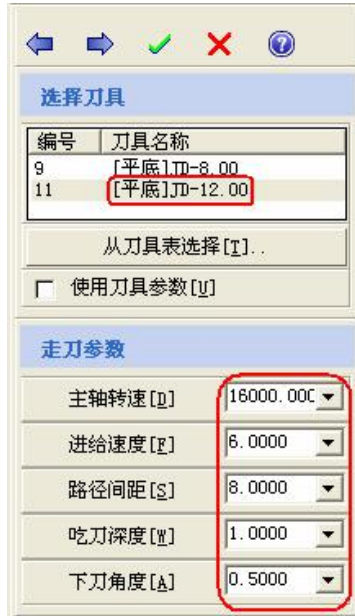 选择刀具
编号 刀具名称
9 [平底]JD-8.00
11 [平底]JD-12.00
从刀具表选择[T]..
使用刀具参数[U]
走刀参数
主轴转速[D] 16000.000
进给速度[F] 6.0000
路径间距[S] 8.0000
吃刀深度[W] 1.0000
下刀角度[A] 0.5000